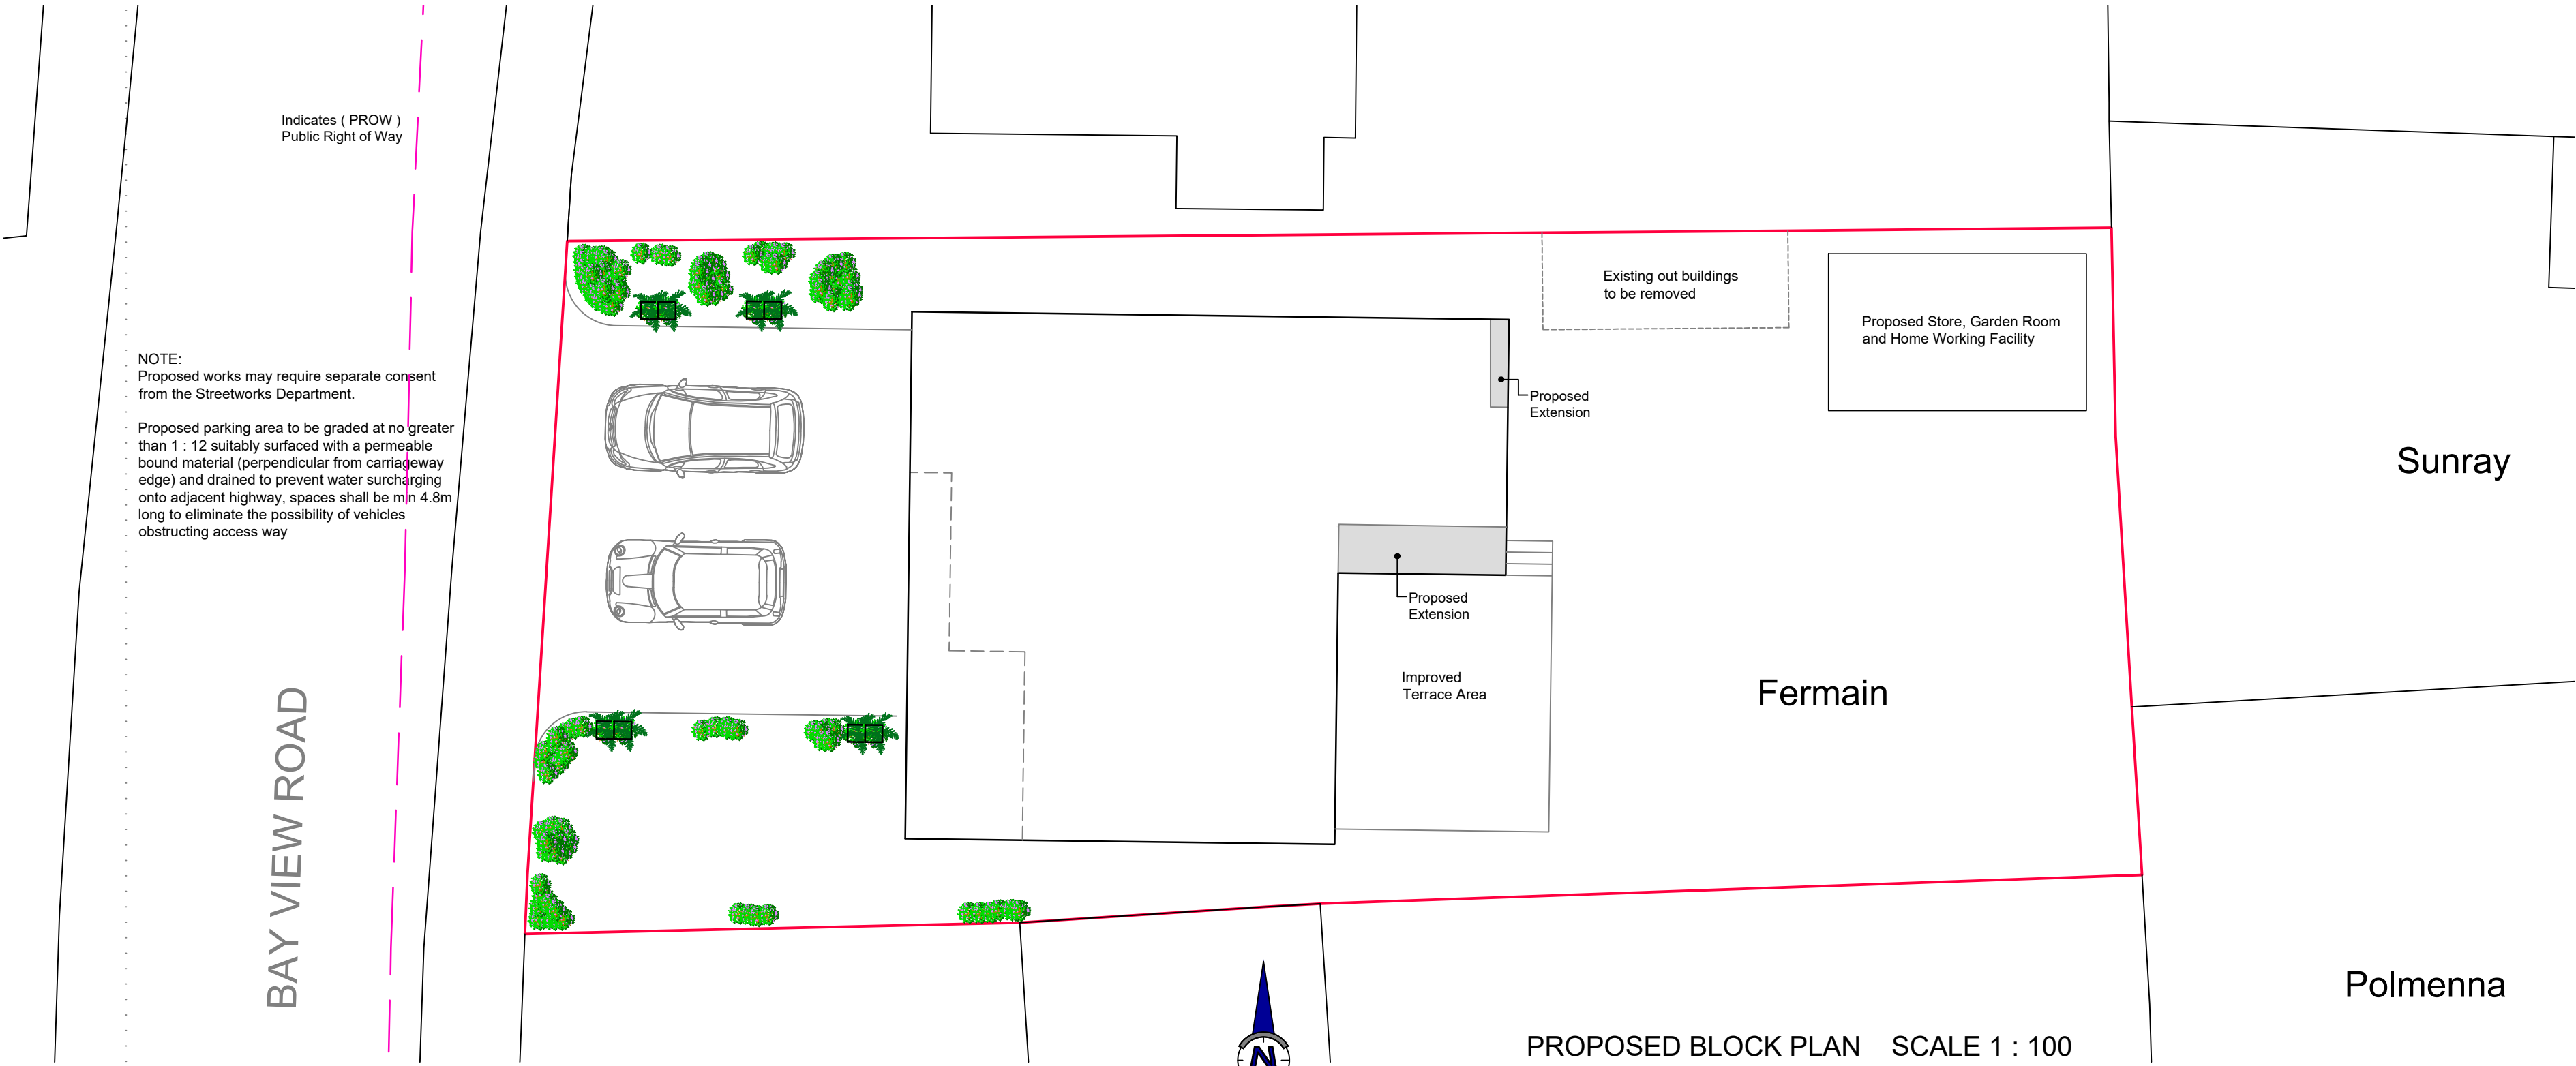 Indicates ( PROW )
Public Right of Way
NOTE:
Proposed works may require separate consent
from the Streetworks Department.
Proposed parking area to be graded at no greater
than 1 : 12 suitably surfaced with a permeable
bound material (perpendicular from carriageway
edge) and drained to prevent water surcharging
onto adjacent highway, spaces shall be min 4.8m
long to eliminate the possibility of vehicles
obstructing access way
BAY VIEW ROAD
Existing out buildings
to be removed
Proposed Store, Garden Room
and Home Working Facility
Proposed
Extension
Proposed
Extension
Improved
Terrace Area
Fermain
Sunray
Polmenna
N
PROPOSED BLOCK PLAN SCALE 1 : 100